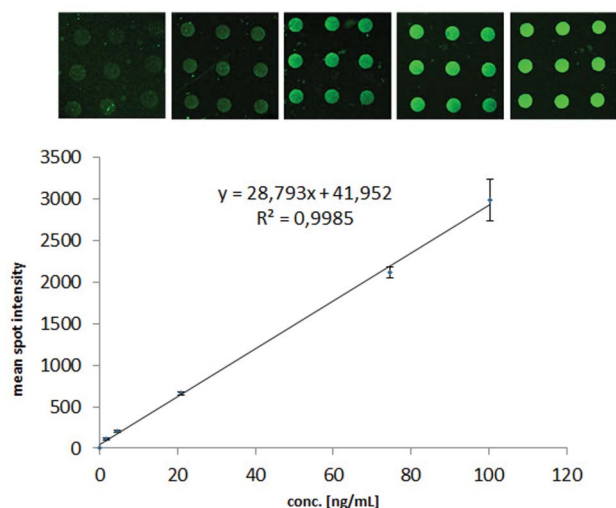 3500
3000
2500
2000
1500
1000
500
0
y = 28,793x + 41,952
R² = 0,9985
mean spot intensity
0 20 40 60 80 100 120
conc. [ng/mL]